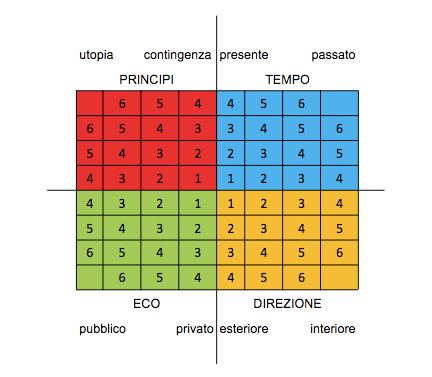 utopia contingenza presente passato
PRINCIPI TEMPO
6 5 4 4 5 6
6 5 4 3 3 4 5 6
5 4 3 2 2 3 4 5
4 3 2 1 1 2 3 4
4 3 2 1 1 2 3 4
5 4 3 2 2 3 4 5
6 5 4 3 3 4 5 6
6 5 4 4 5 6
ECO DIREZIONE
pubblico privato esteriore interiore